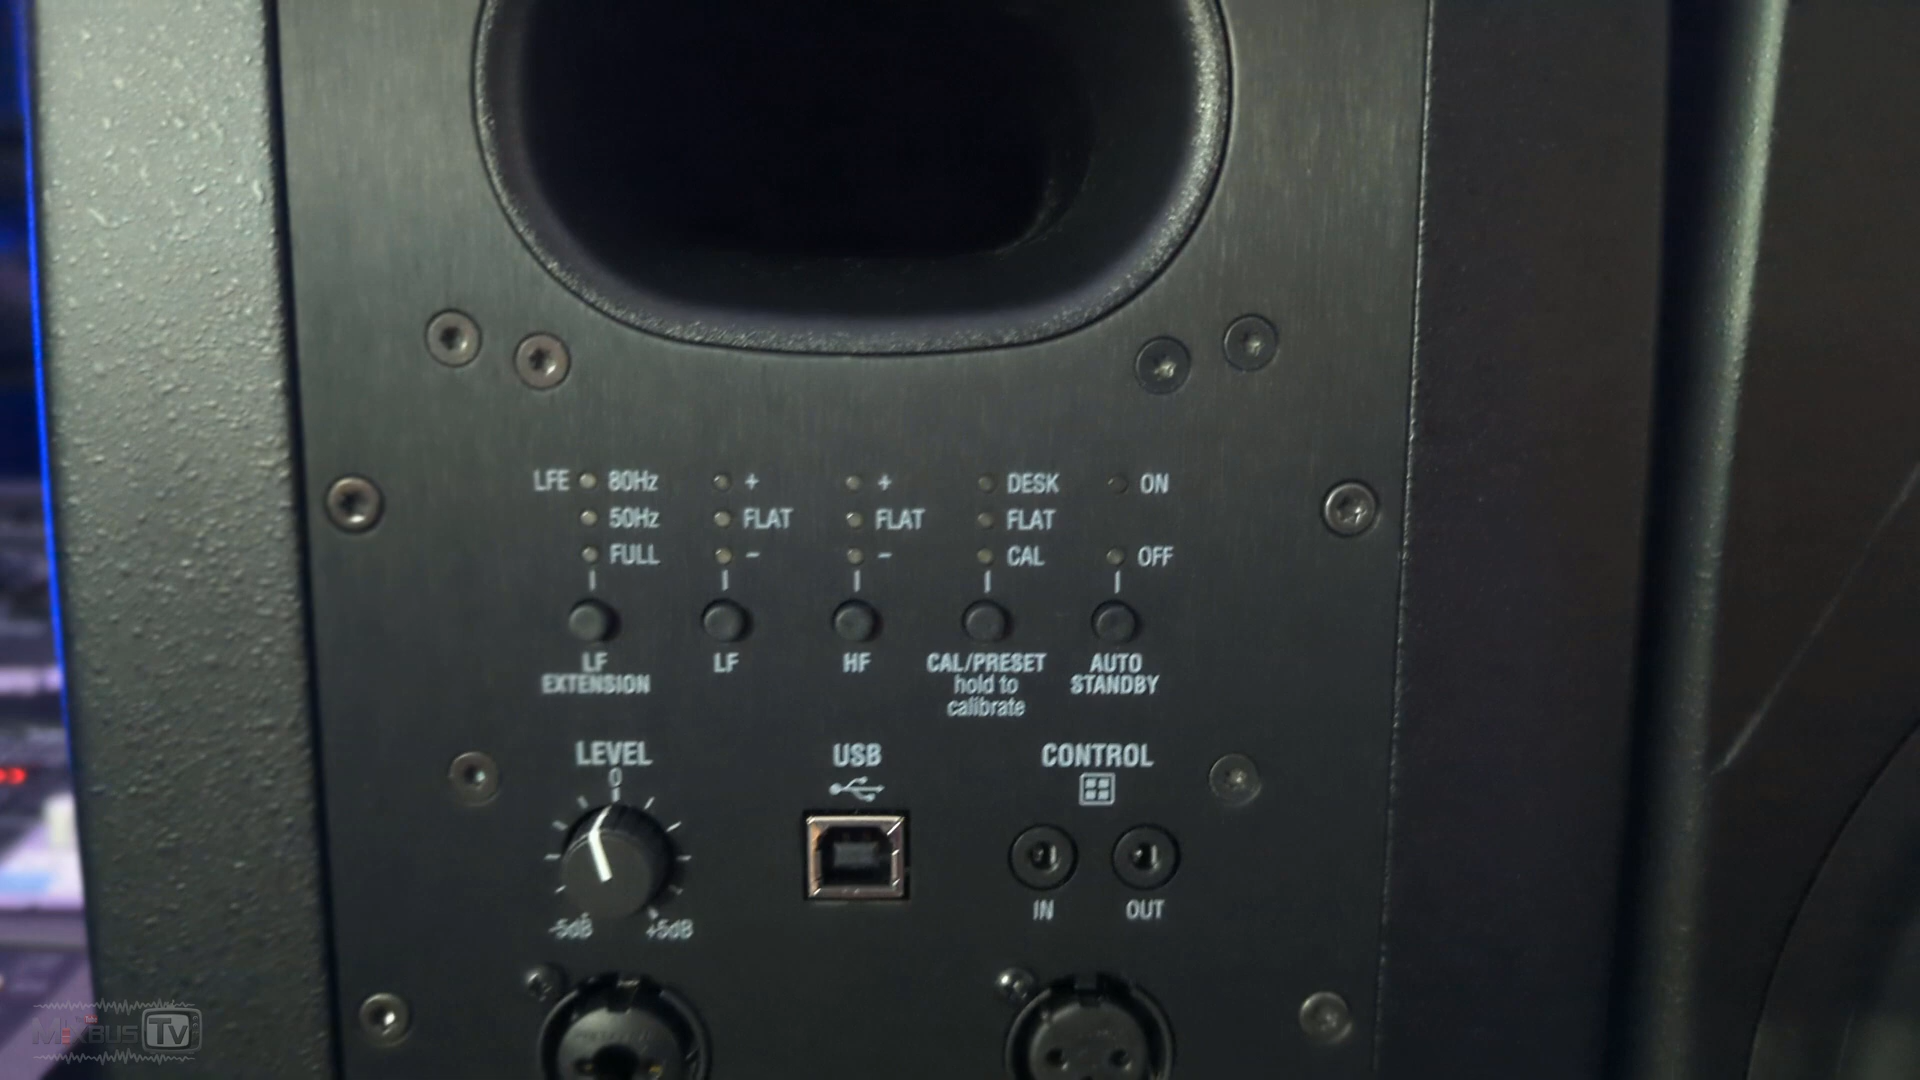 LFE 80Hz + + DESK ON
50Hz FLAT FLAT FLAT
FULL - - CAL OFF
LF EXTENSION
LF
HF
CAL/PRESET
hold to
calibrate
AUTO
STANDBY
LEVEL
0
-5dB +5dB
USB
CONTROL
IN OUT
MixBus Tv